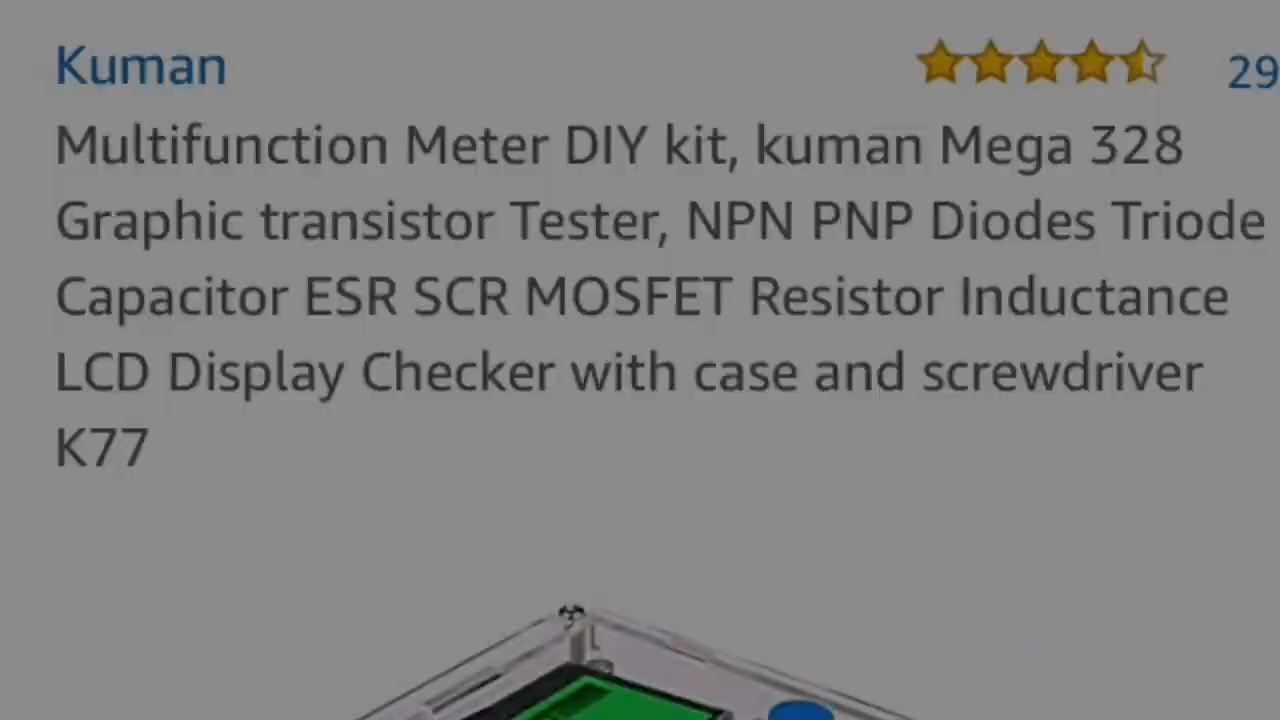 Kuman 29
Multifunction Meter DIY kit, kuman Mega 328
Graphic transistor Tester, NPN PNP Diodes Triode
Capacitor ESR SCR MOSFET Resistor Inductance
LCD Display Checker with case and screwdriver
K77